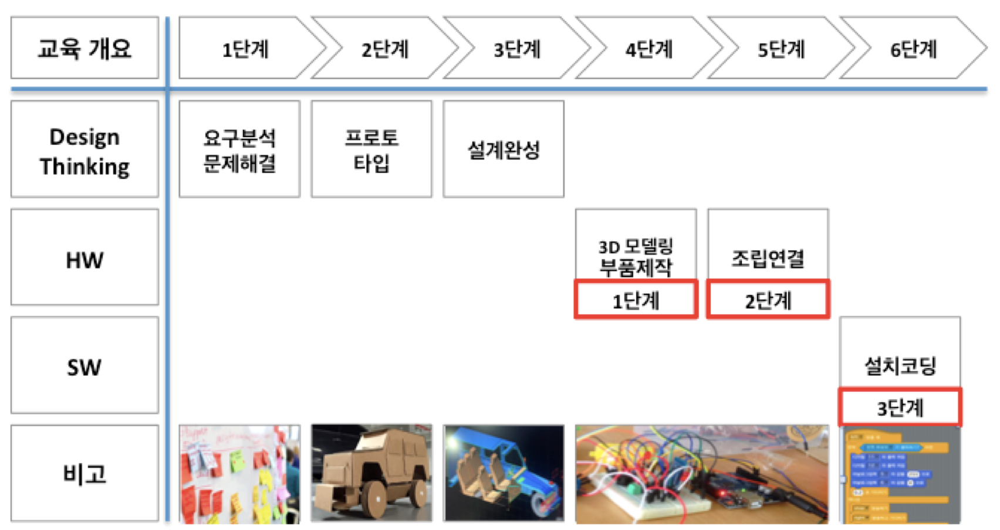 교육 개요
1단계
2단계
3단계
4단계
5단계
6단계
Design
Thinking
요구분석
문제해결
프로토
타입
설계완성
HW
3D 모델링
부품제작
1단계
조립연결
2단계
SW
설치코딩
3단계
비고